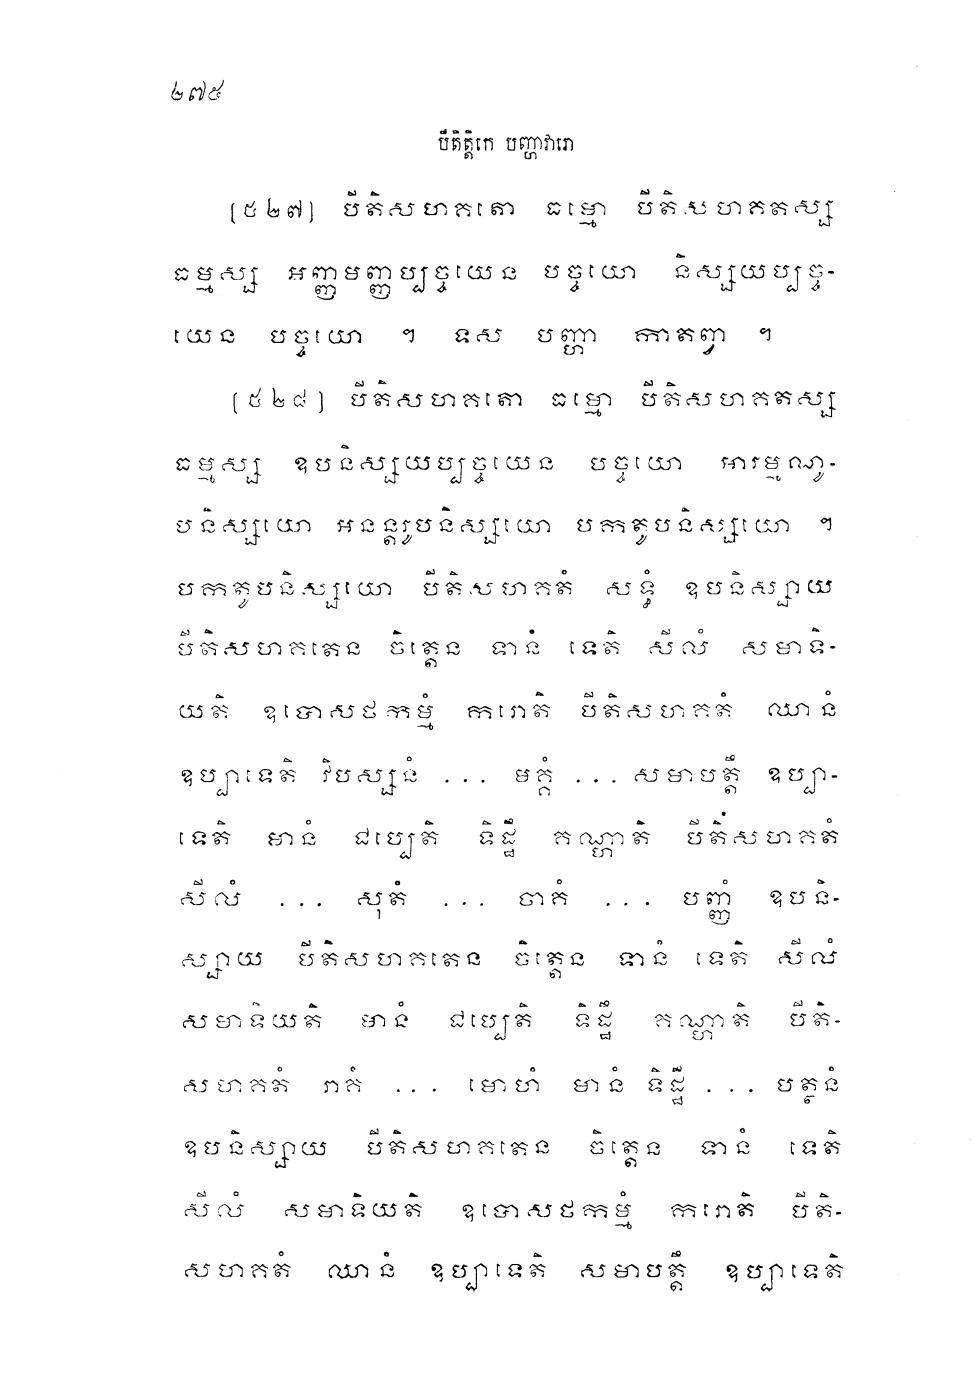 ២៧៥
បីតិត្តិកេ បញ្ហាវារោ
[៥២៧] បីតិសហគតោ ធម្មោ បីតិសហគតស្ស
ធម្មស្ស អញ្ញមញ្ញប្បច្ចយេន បច្ចយោ និស្សយប្បច្ច-
យេន បច្ចយោ ។ ទស បញ្ហា កាតព្វា ។
[៥២៨] បីតិសហគតោ ធម្មោ បីតិសហគតស្ស
ធម្មស្ស ឧបនិស្សយប្បច្ចយេន បច្ចយោ អារម្មណូ-
បនិស្សយោ អនន្តរូបនិស្សយោ បកតូបនិស្សយោ ។
បកតូបនិស្សយោ បីតិសហគតំ សទ្ធំ ឧបនិស្សាយ
បីតិសហគតេន ចិត្តេន ទានំ ទេតិ សីលំ សមាទិ-
យតិ ឧបោសថកម្មំ ករោតិ បីតិសហគតំ ឈានំ
ឧប្បាទេតិ វិបស្សនំ ... មគ្គំ ... សមាបត្តឹ ឧប្បា-
ទេតិ មានំ ជប្បេតិ ទិដ្ឋឹ គណ្ហាតិ បីតិសហគតំ
សីលំ ... សុតំ ... ចាគំ ... បញ្ញំ ឧបនិ-
ស្សាយ បីតិសហគតេន ចិត្តេន ទានំ ទេតិ សីលំ
សមាទិយតិ មានំ ជប្បេតិ ទិដ្ឋឹ គណ្ហាតិ បីតិ-
សហគតំ រាគំ ... មោហំ មានំ ទិដ្ឋឹ ... បត្ថនំ
ឧបនិស្សាយ បីតិសហគតេន ចិត្តេន ទានំ ទេតិ
សីលំ សមាទិយតិ ឧបោសថកម្មំ ករោតិ បីតិ-
សហគតំ ឈានំ ឧប្បាទេតិ សមាបត្តឹ ឧប្បាទេតិ